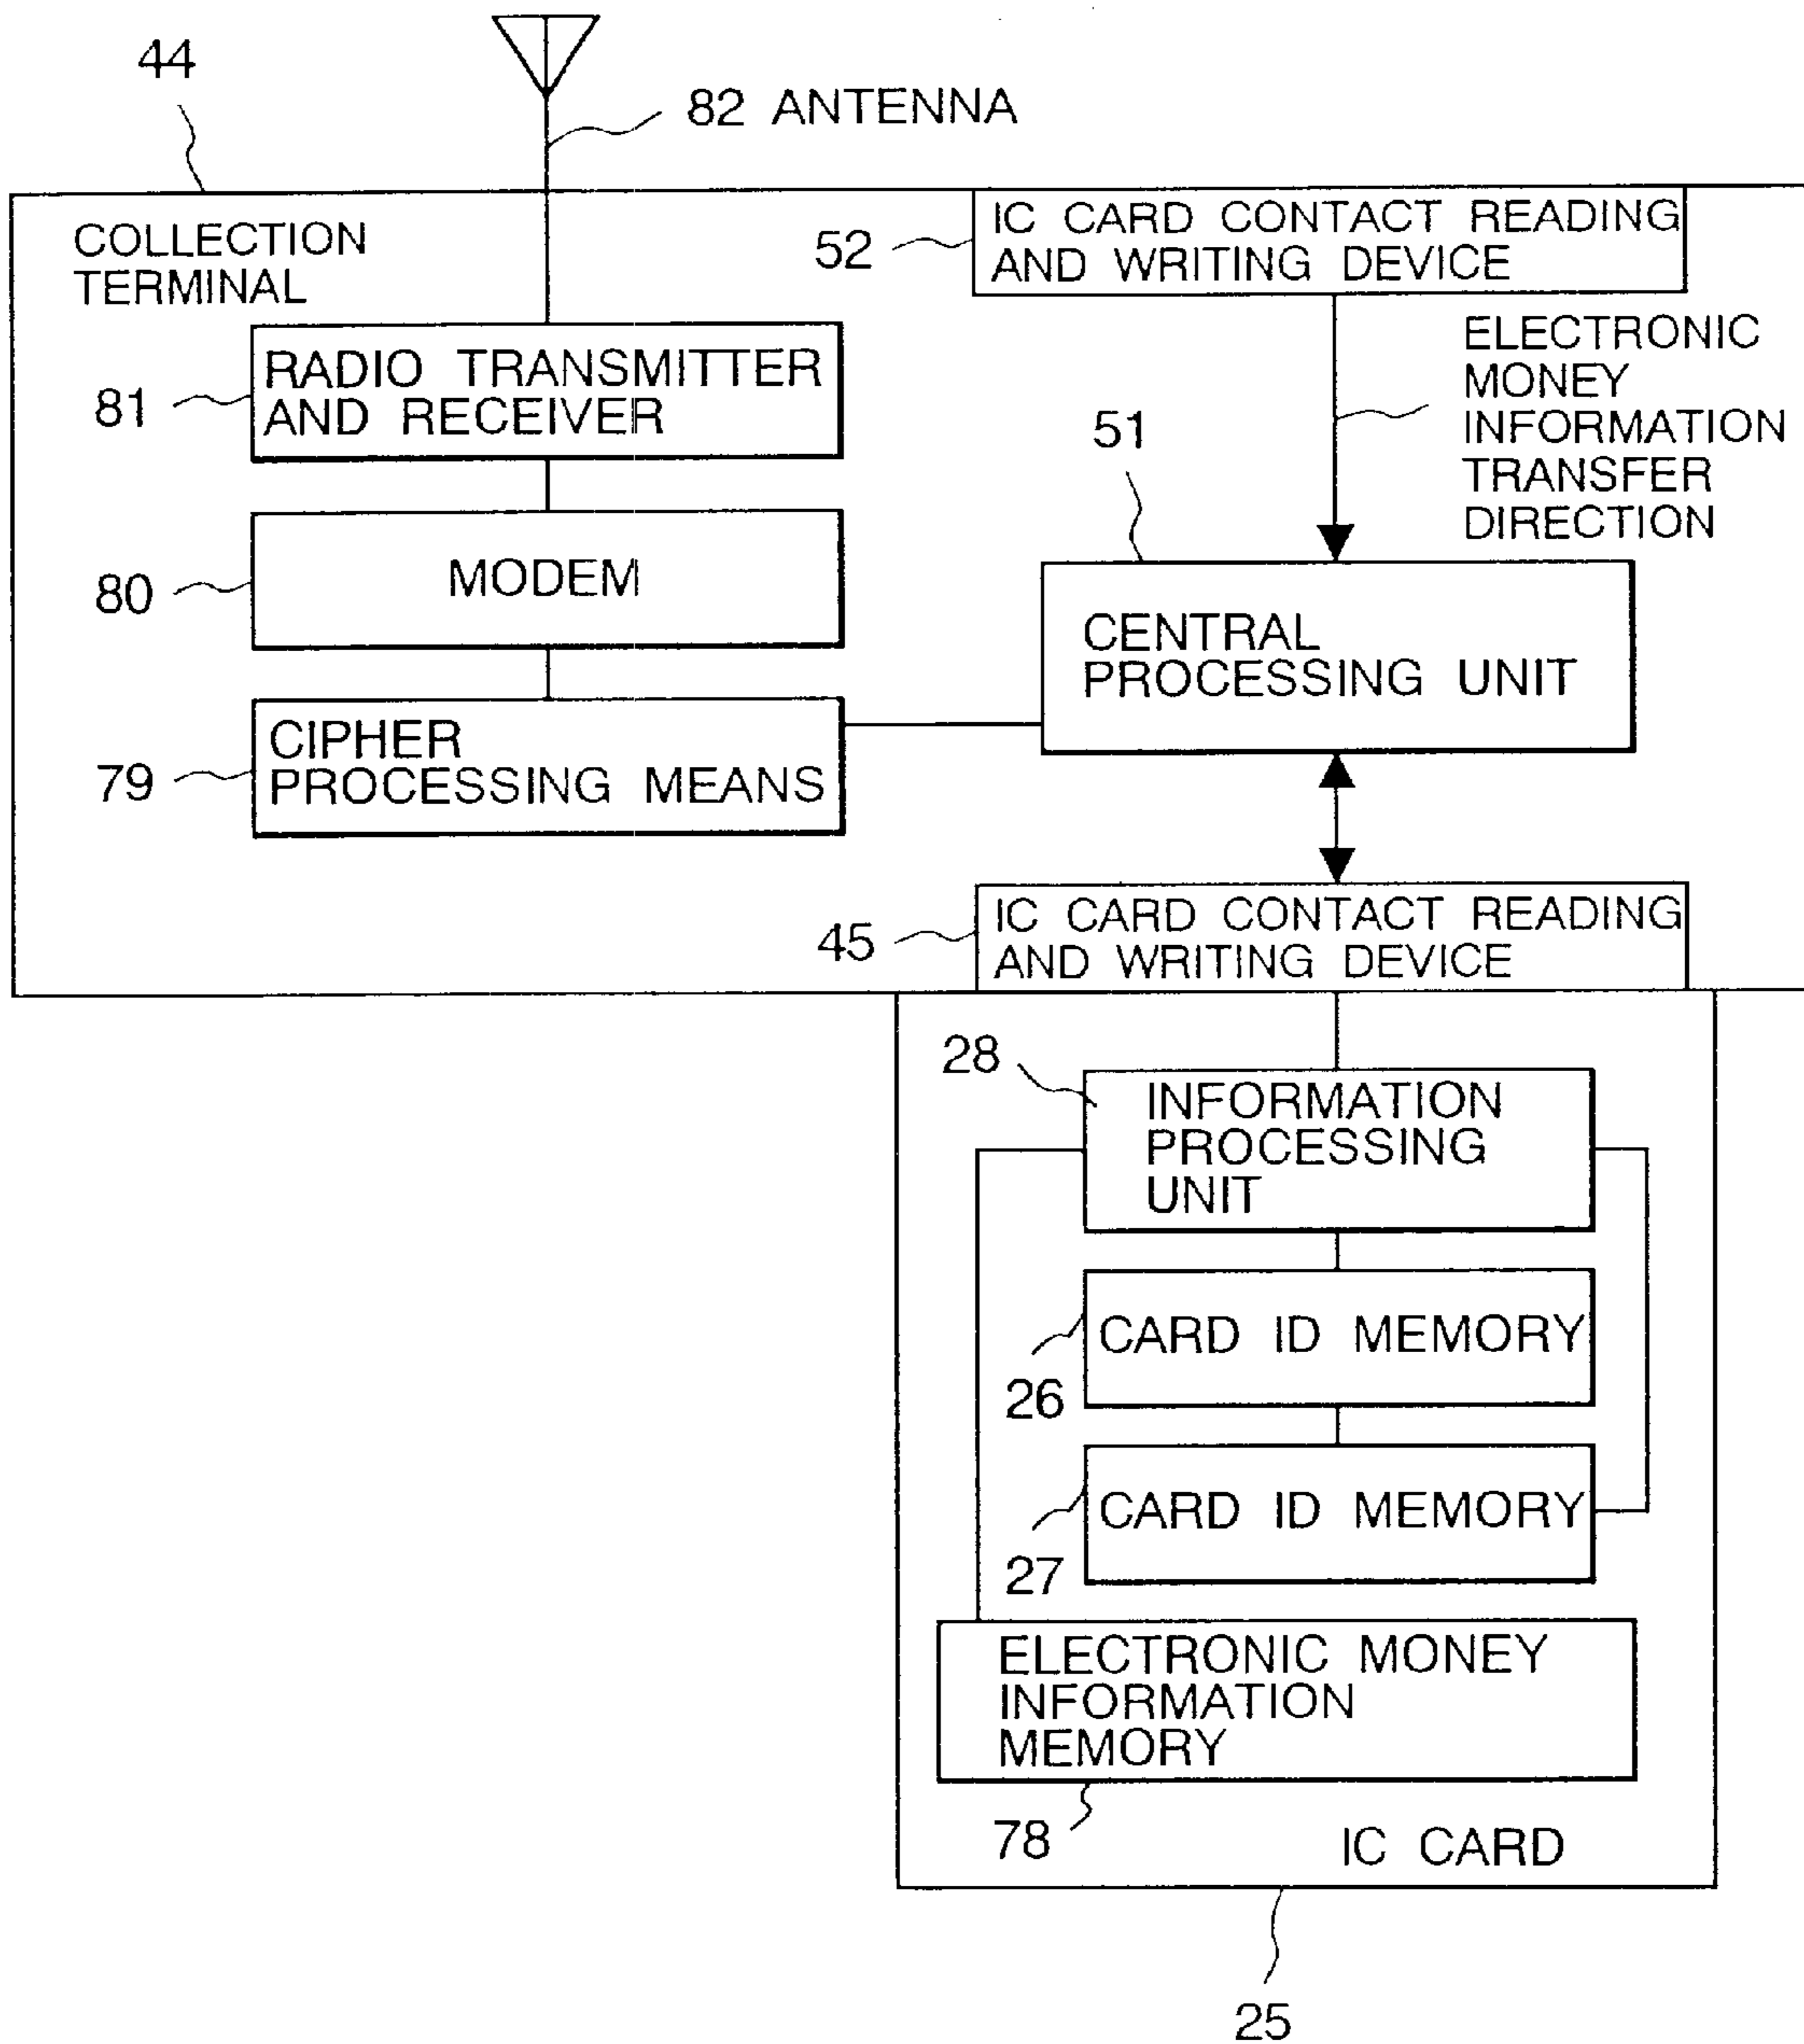 44
82 ANTENNA
COLLECTION
TERMINAL
52
IC CARD CONTACT READING
AND WRITING DEVICE
ELECTRONIC
MONEY
INFORMATION
TRANSFER
DIRECTION
81
RADIO TRANSMITTER
AND RECEIVER
51
80
MODEM
CENTRAL
PROCESSING UNIT
79
CIPHER
PROCESSING MEANS
45
IC CARD CONTACT READING
AND WRITING DEVICE
28
INFORMATION
PROCESSING
UNIT
CARD ID MEMORY
26
CARD ID MEMORY
27
ELECTRONIC MONEY
INFORMATION
MEMORY
78
IC CARD
25